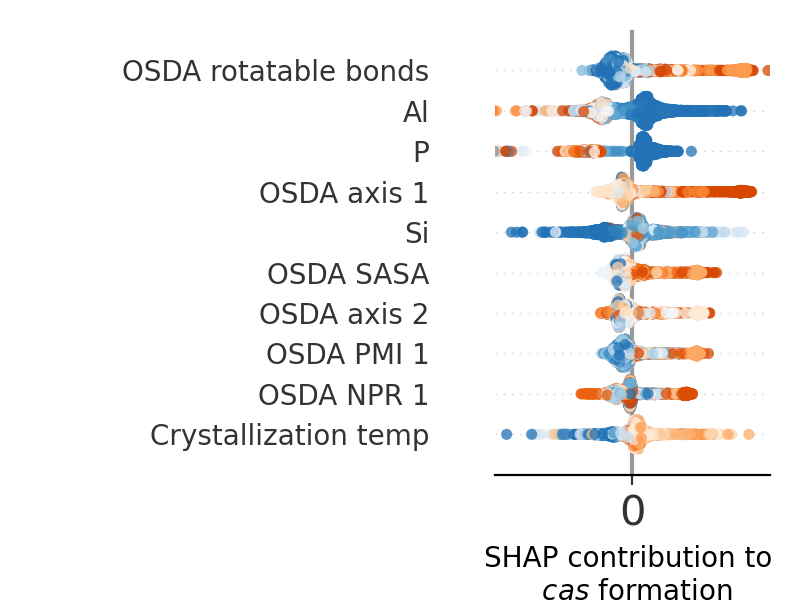 OSDA rotatable bonds
Al
P
OSDA axis 1
Si
OSDA SASA
OSDA axis 2
OSDA PMI 1
OSDA NPR 1
Crystallization temp
0
SHAP contribution to
cas formation